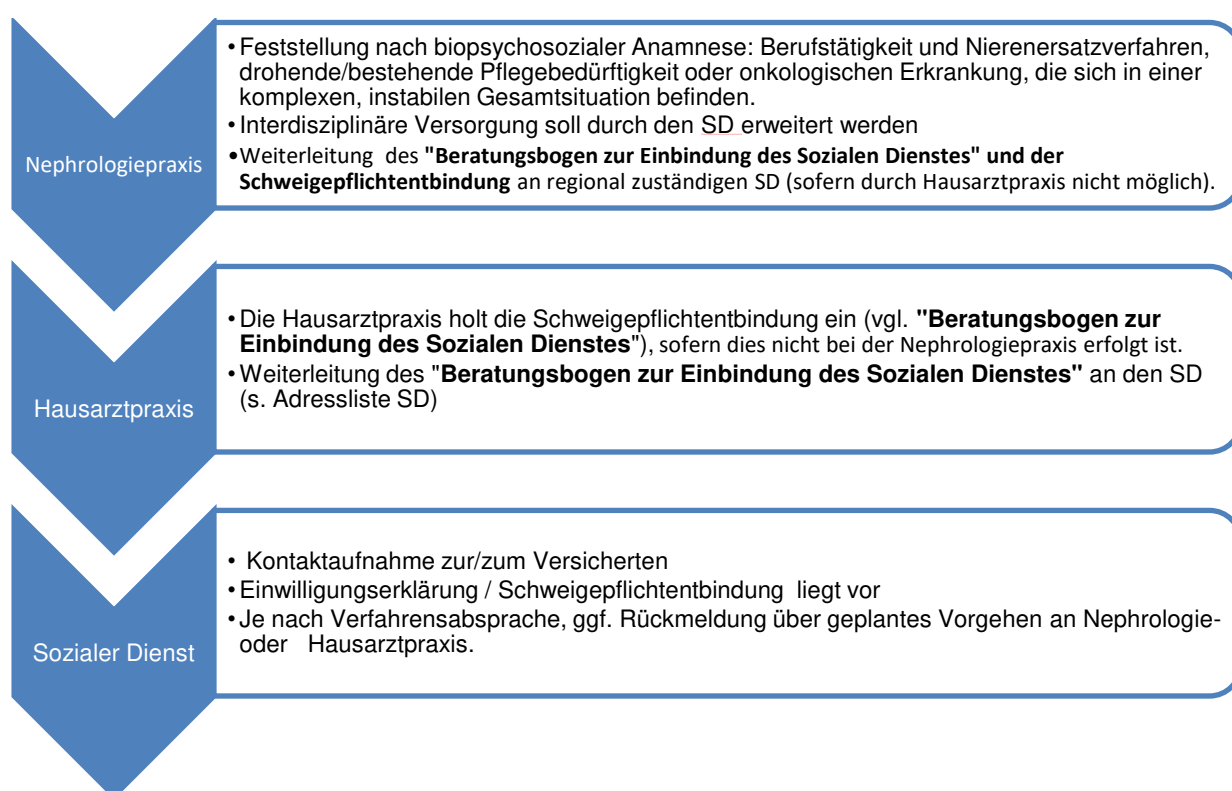 Nephrologiepraxis
• Feststellung nach biopsychosozialer Anamnese: Berufstätigkeit und Nierenersatzverfahren,
drohende/bestehende Pflegebedürftigkeit oder onkologischen Erkrankung, die sich in einer
komplexen, instabilen Gesamtsituation befinden.
• Interdisziplinäre Versorgung soll durch den SD erweitert werden
• Weiterleitung des "Beratungsbogen zur Einbindung des Sozialen Dienstes" und der
Schweigepflichtentbindung an regional zuständigen SD (sofern durch Hausarztpraxis nicht möglich).
Hausarztpraxis
• Die Hausarztpraxis holt die Schweigepflichtentbindung ein (vgl. "Beratungsbogen zur
Einbindung des Sozialen Dienstes"), sofern dies nicht bei der Nephrologiepraxis erfolgt ist.
• Weiterleitung des "Beratungsbogen zur Einbindung des Sozialen Dienstes" an den SD
(s. Adressliste SD)
Sozialer Dienst
• Kontaktaufnahme zur/zum Versicherten
• Einwilligungserklärung / Schweigepflichtentbindung liegt vor
• Je nach Verfahrensabsprache, ggf. Rückmeldung über geplantes Vorgehen an Nephrologie-
oder Hausarztpraxis.